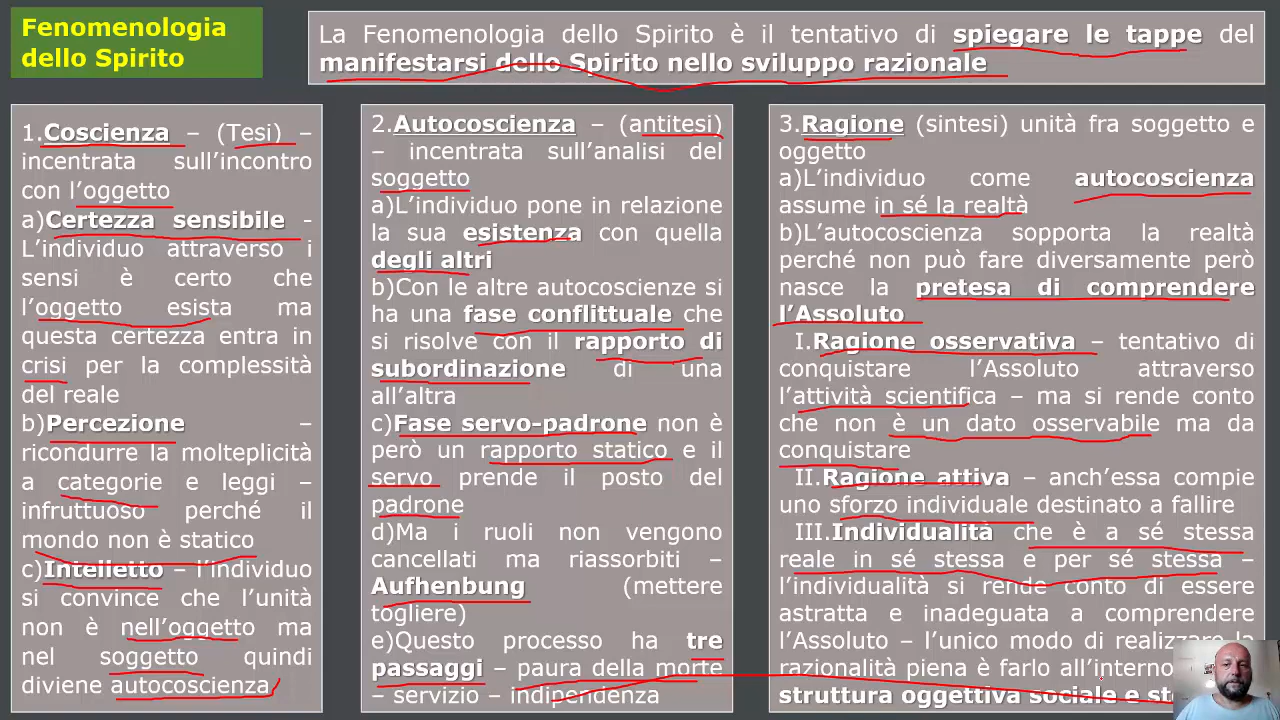 Fenomenologia
dello Spirito
La Fenomenologia dello Spirito è il tentativo di spiegare le tappe del
manifestarsi dello Spirito nello sviluppo razionale
1.Coscienza – (Tesi) –
incentrata sull’incontro
con l’oggetto
a)Certezza sensibile -
L’individuo attraverso i
sensi è certo che
l’oggetto esista ma
questa certezza entra in
crisi per la complessità
del reale
b)Percezione –
ricondurre la molteplicità
a categorie e leggi –
infruttuoso perché il
mondo non è statico
c)Intelletto – l’individuo
si convince che l’unità
non è nell’oggetto ma
nel soggetto quindi
diviene autocoscienza
2.Autocoscienza – (antitesi)
– incentrata sull’analisi del
soggetto
a)L’individuo pone in relazione
la sua esistenza con quella
degli altri
b)Con le altre autocoscienze si
ha una fase conflittuale che
si risolve con il rapporto di
subordinazione di una
all’altra
c)Fase servo-padrone non è
però un rapporto statico e il
servo prende il posto del
padrone
d)Ma i ruoli non vengono
cancellati ma riassorbiti –
Aufhenbung (mettere
togliere)
e)Questo processo ha tre
passaggi – paura della morte
– servizio – indipendenza
3.Ragione (sintesi) unità fra soggetto e
oggetto
a)L’individuo come autocoscienza
assume in sé la realtà
b)L’autocoscienza sopporta la realtà
perché non può fare diversamente però
nasce la pretesa di comprendere
l’Assoluto
I.Ragione osservativa – tentativo di
conquistare l’Assoluto attraverso
l’attività scientifica – ma si rende conto
che non è un dato osservabile ma da
conquistare
II.Ragione attiva – anch’essa compie
uno sforzo individuale destinato a fallire
III.Individualità che è a sé stessa
reale in sé stessa e per sé stessa –
l’individualità si rende conto di essere
astratta e inadeguata a comprendere
l’Assoluto – l’unico modo di realizzare la
razionalità piena è farlo all’interno
struttura oggettiva sociale e